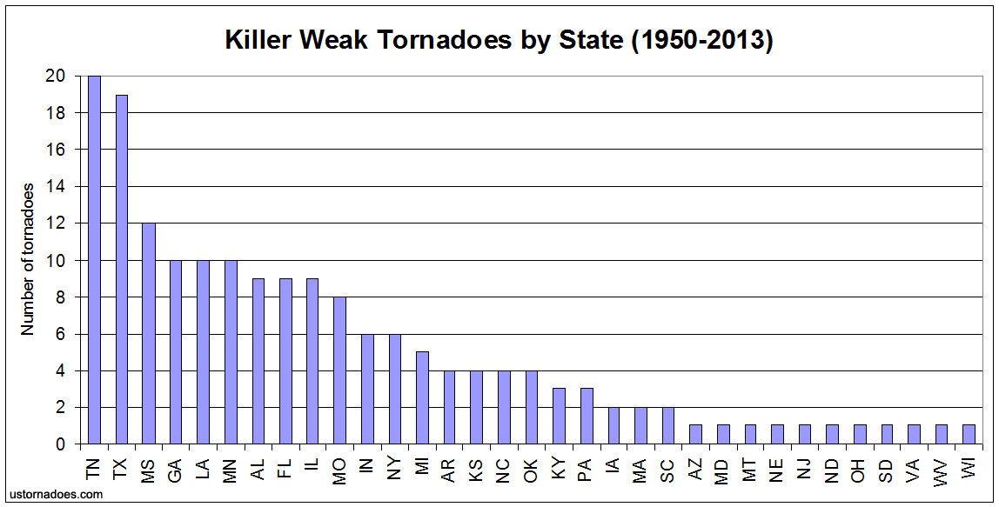 Killer Weak Tornadoes by State (1950-2013)
Number of tornadoes
20
18
16
14
12
10
8
6
4
2
0
TN TX MS GA LA MN AL FL IL MO IN NY MI AR KS NC OK KY PA IA MA SC AZ MD MT NE NJ ND OH SD VA WV WI
ustornadoes.com